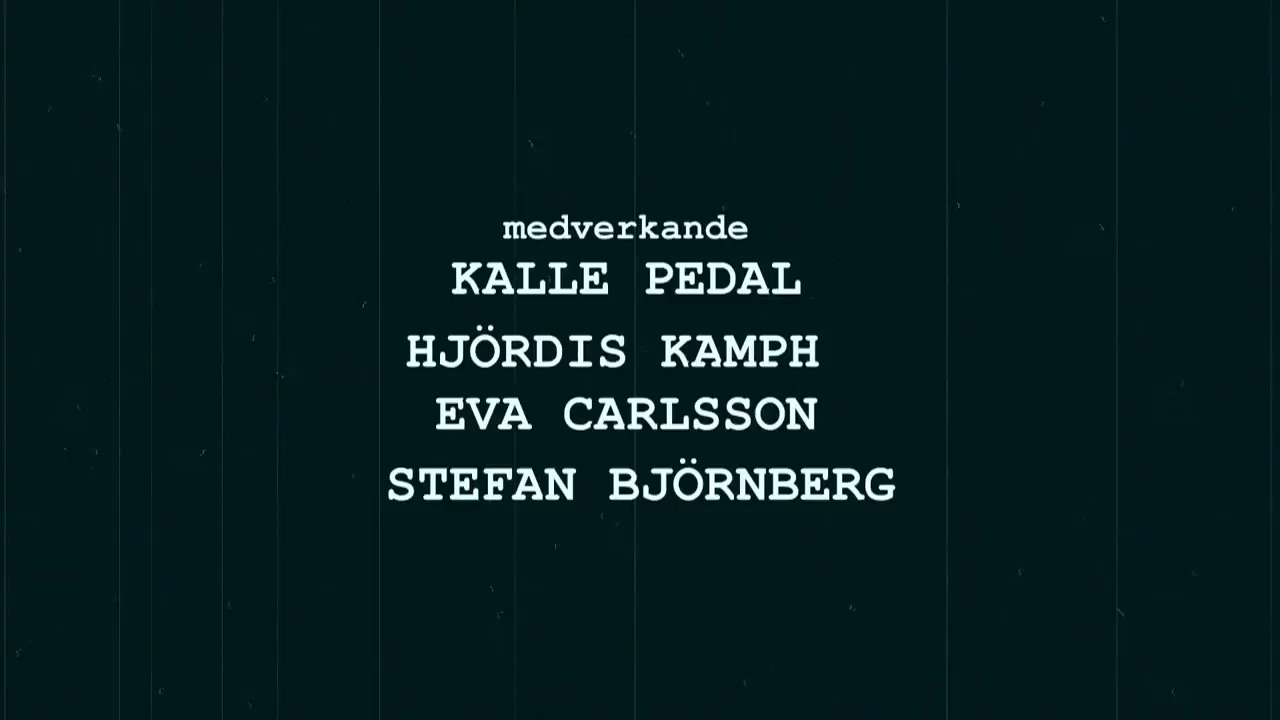 medverkande
KALLE PEDAL
HJÖRDIS KAMPH
EVA CARLSSON
STEFAN BJÖRNBERG